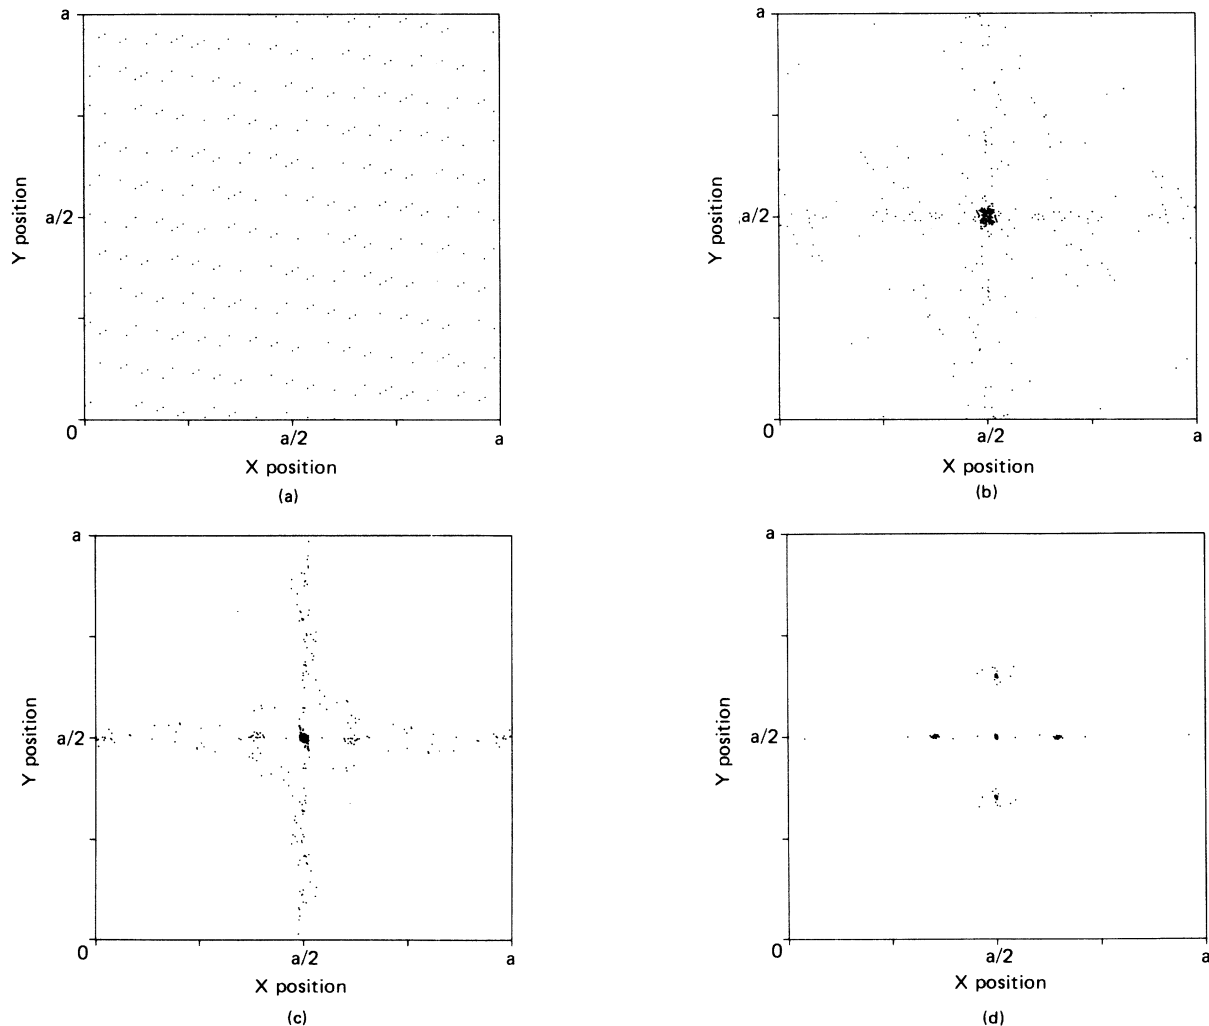 a
a
Y position
a/2
Y position
a/2
0
a/2
a
0
a/2
a
X position
X position
(a)
(b)
a
a
Y position
a/2
Y position
a/2
0
a/2
a
0
a/2
a
X position
X position
(c)
(d)